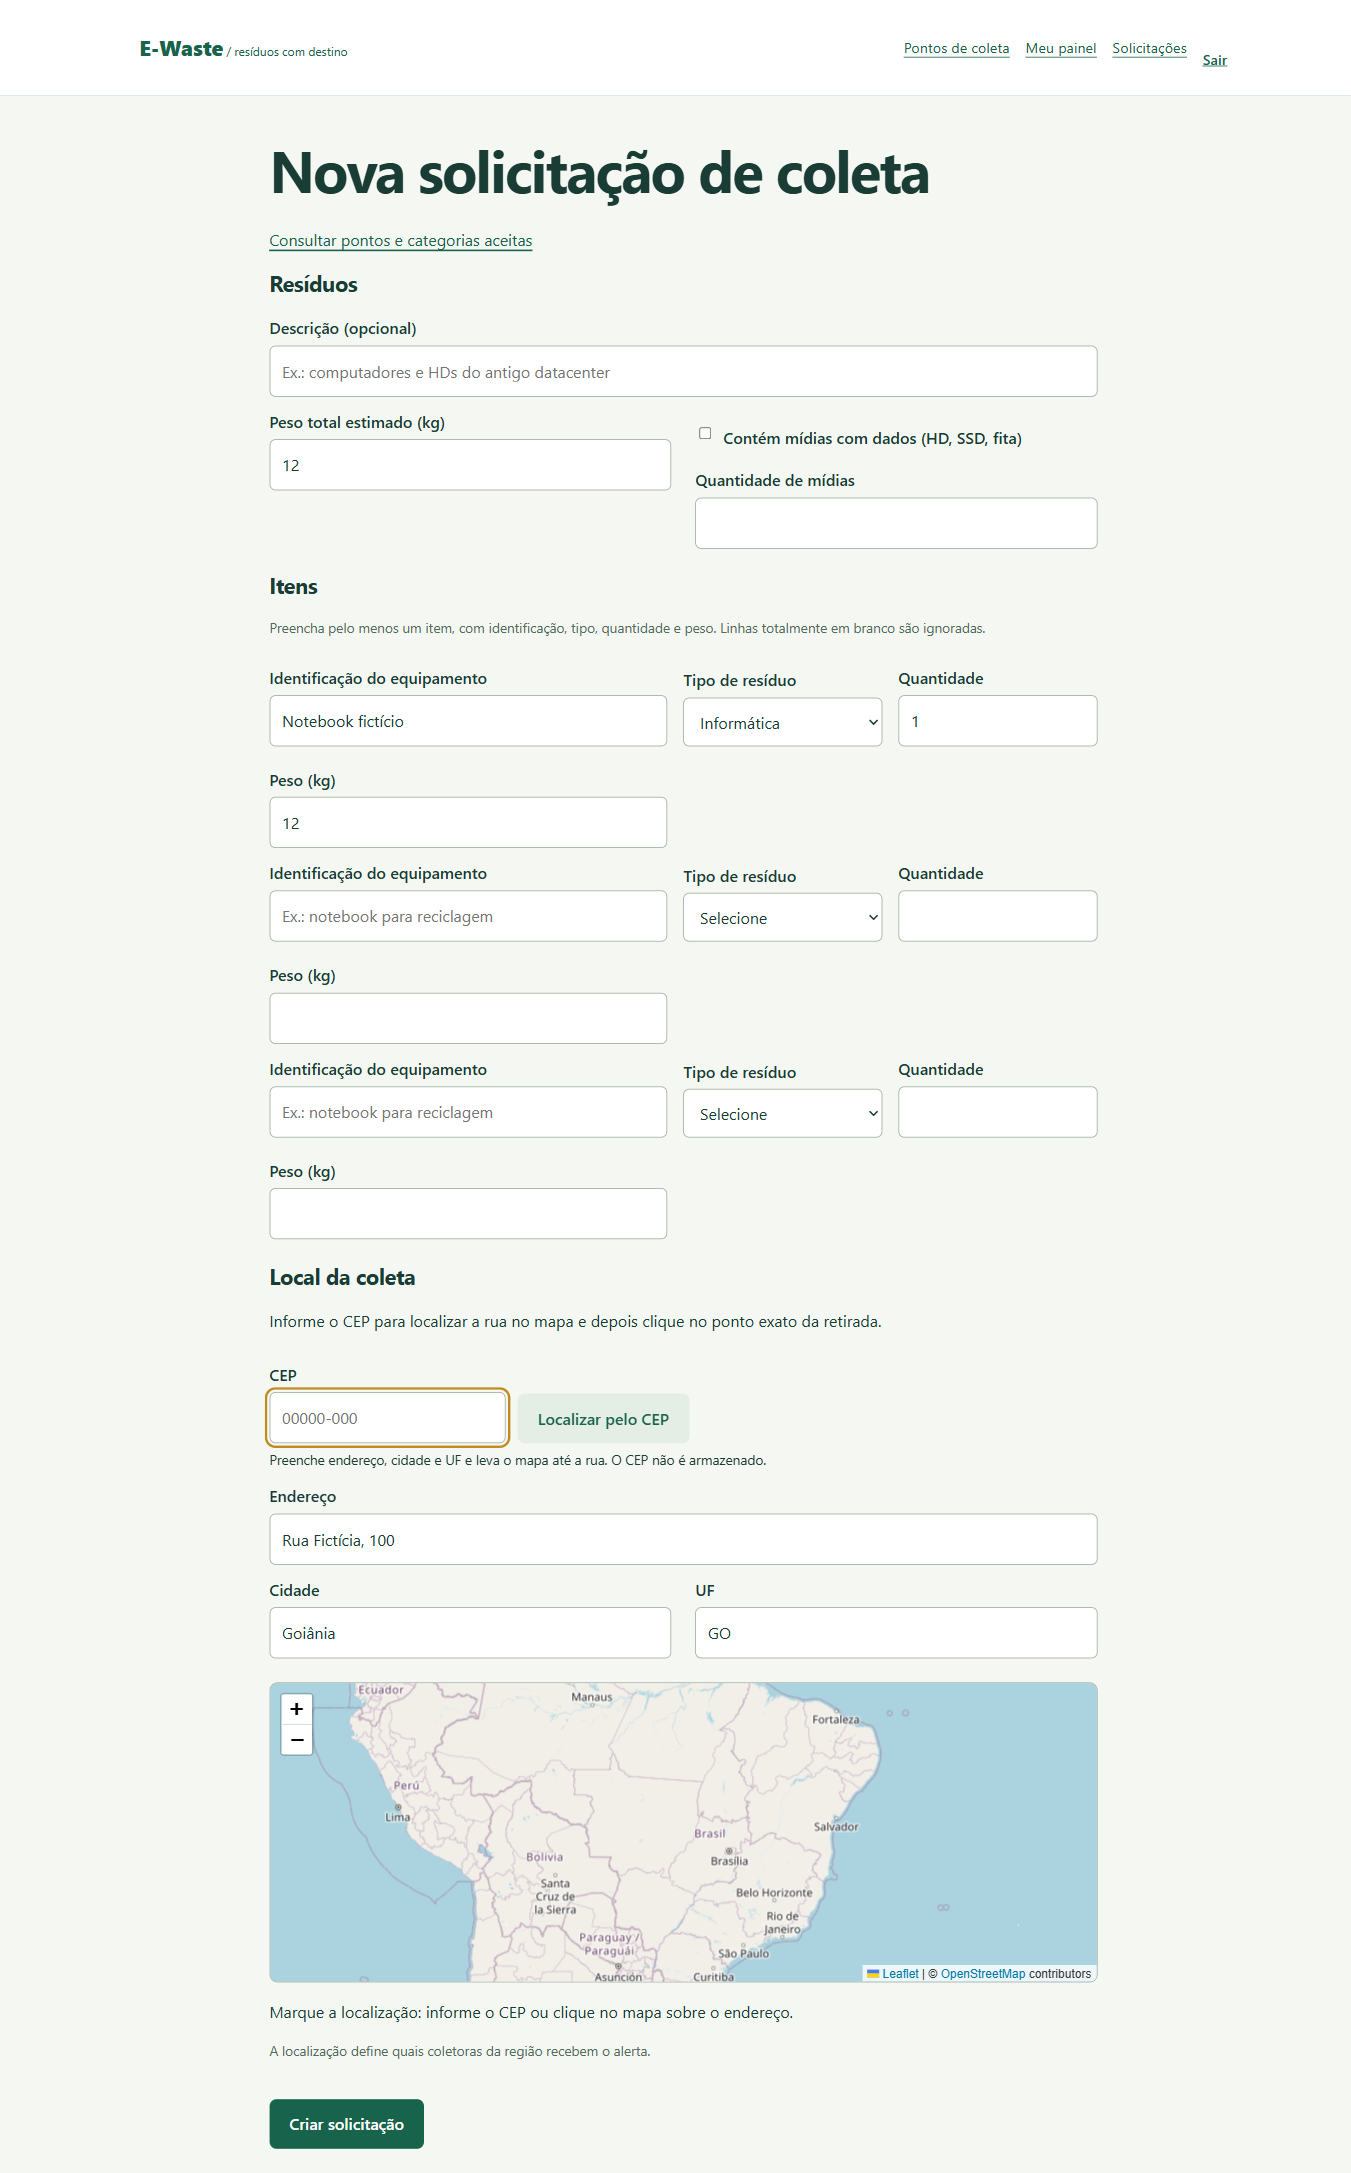 E-Waste / resíduos com destino
Pontos de coleta Meu painel Solicitações Sair
Nova solicitação de coleta
Consultar pontos e categorias aceitas
Resíduos
Descrição (opcional)
Ex.: computadores e HDs do antigo datacenter
Peso total estimado (kg)
12
Contém mídias com dados (HD, SSD, fita)
Quantidade de mídias
Itens
Preencha pelo menos um item, com identificação, tipo, quantidade e peso. Linhas totalmente em branco são ignoradas.
Identificação do equipamento Tipo de resíduo Quantidade
Notebook fictício Informática 1
Peso (kg)
12
Identificação do equipamento Tipo de resíduo Quantidade
Ex.: notebook para reciclagem Selecione
Peso (kg)
Identificação do equipamento Tipo de resíduo Quantidade
Ex.: notebook para reciclagem Selecione
Peso (kg)
Local da coleta
Informe o CEP para localizar a rua no mapa e depois clique no ponto exato da retirada.
CEP
00000-000 Localizar pelo CEP
Preenche endereço, cidade e UF e leva o mapa até a rua. O CEP não é armazenado.
Endereço
Rua Fictícia, 100
Cidade UF
Goiânia GO
Ecuador
Manaus
+
Fortaleza
−
Perú
Lima
Salvador
Brasil
Bolivia
Brasília
Santa
Cruz de
la Sierra
Belo Horizonte
Rio de
Janeiro
Paraguay /
Paraguái
São Paulo
Asunción
Curitiba
Leaflet | © OpenStreetMap contributors
Marque a localização: informe o CEP ou clique no mapa sobre o endereço.
A localização define quais coletoras da região recebem o alerta.
Criar solicitação